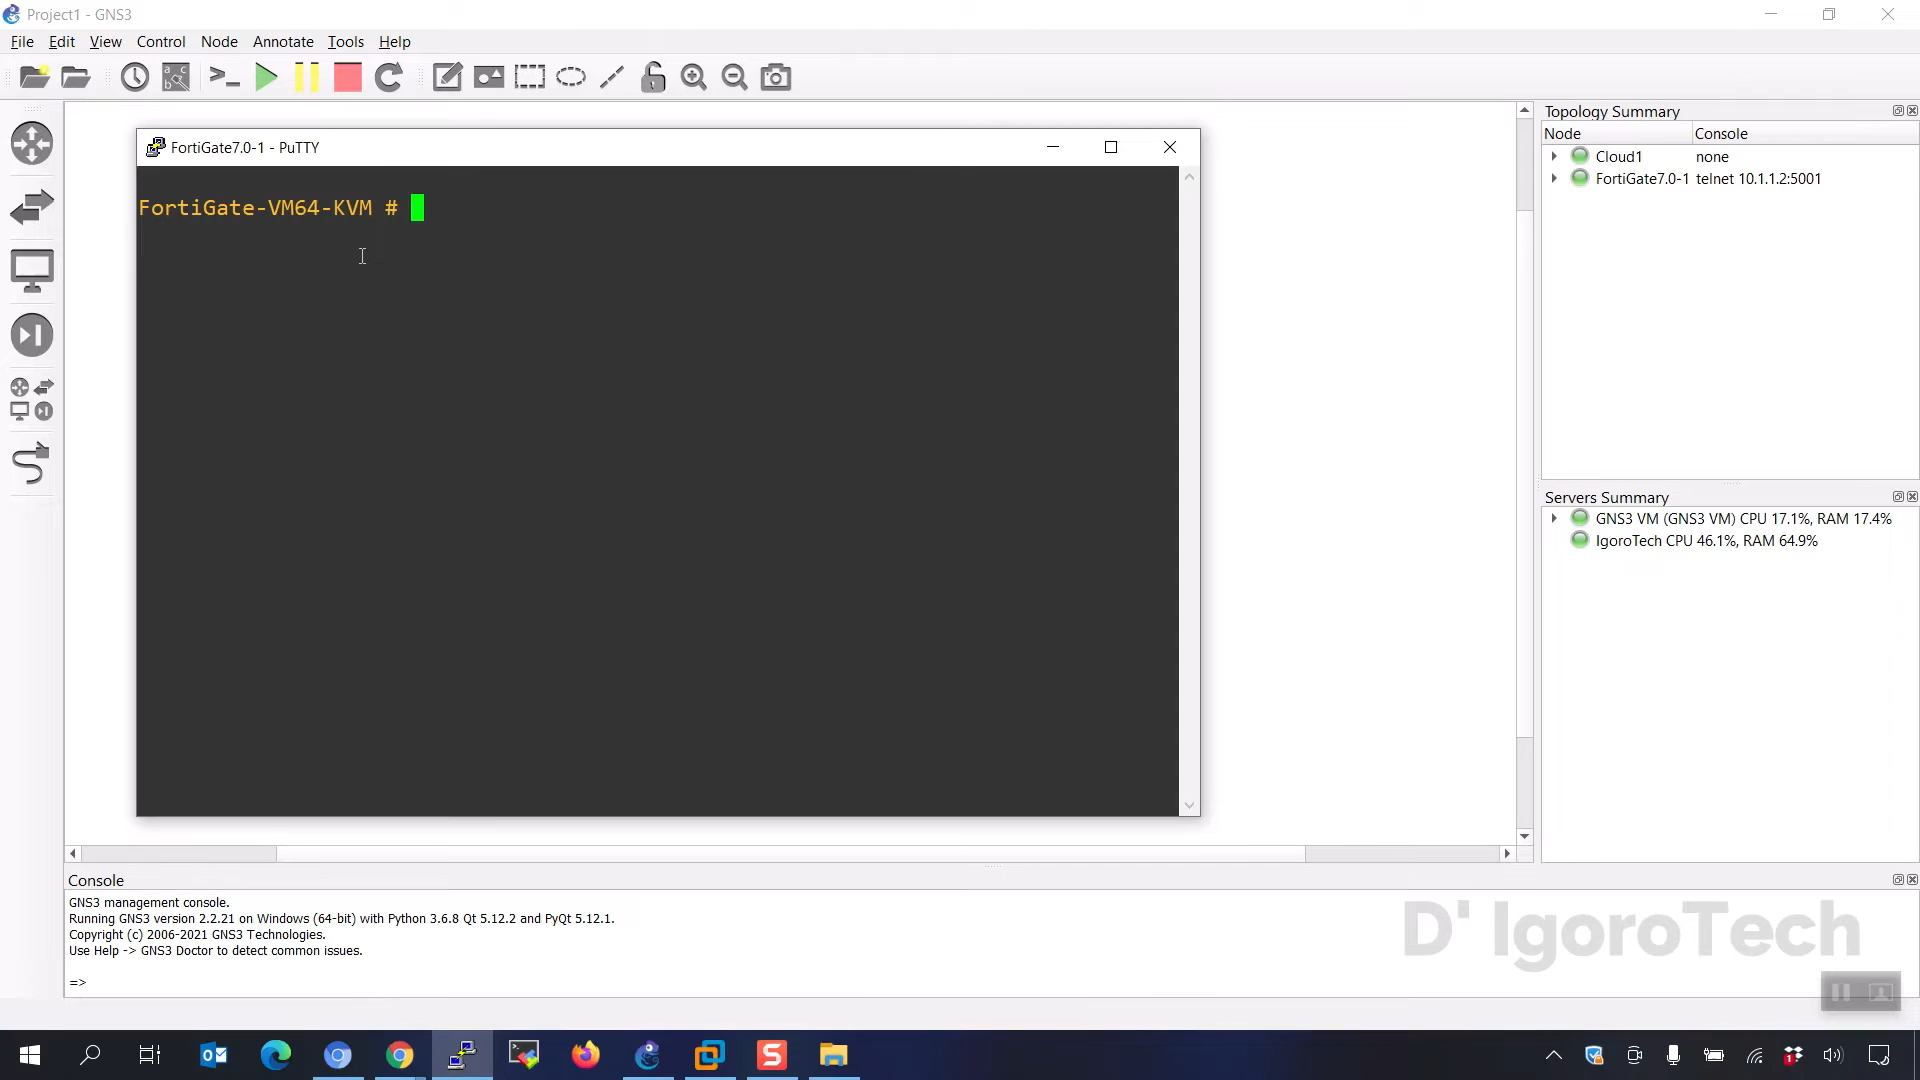 Project1 - GNS3
File Edit View Control Node Annotate Tools Help
FortiGate7.0-1 - PuTTY
FortiGate-VM64-KVM #
Topology Summary
Node Console
Cloud1 none
FortiGate7.0-1 telnet 10.1.1.2:5001
Servers Summary
GNS3 VM (GNS3 VM) CPU 17.1%, RAM 17.4%
IgoroTech CPU 46.1%, RAM 64.9%
Console
GNS3 management console.
Running GNS3 version 2.2.21 on Windows (64-bit) with Python 3.6.8 Qt 5.12.2 and PyQt 5.12.1.
Copyright (c) 2006-2021 GNS3 Technologies.
Use Help -> GNS3 Doctor to detect common issues.
=>
D' IgoroTech